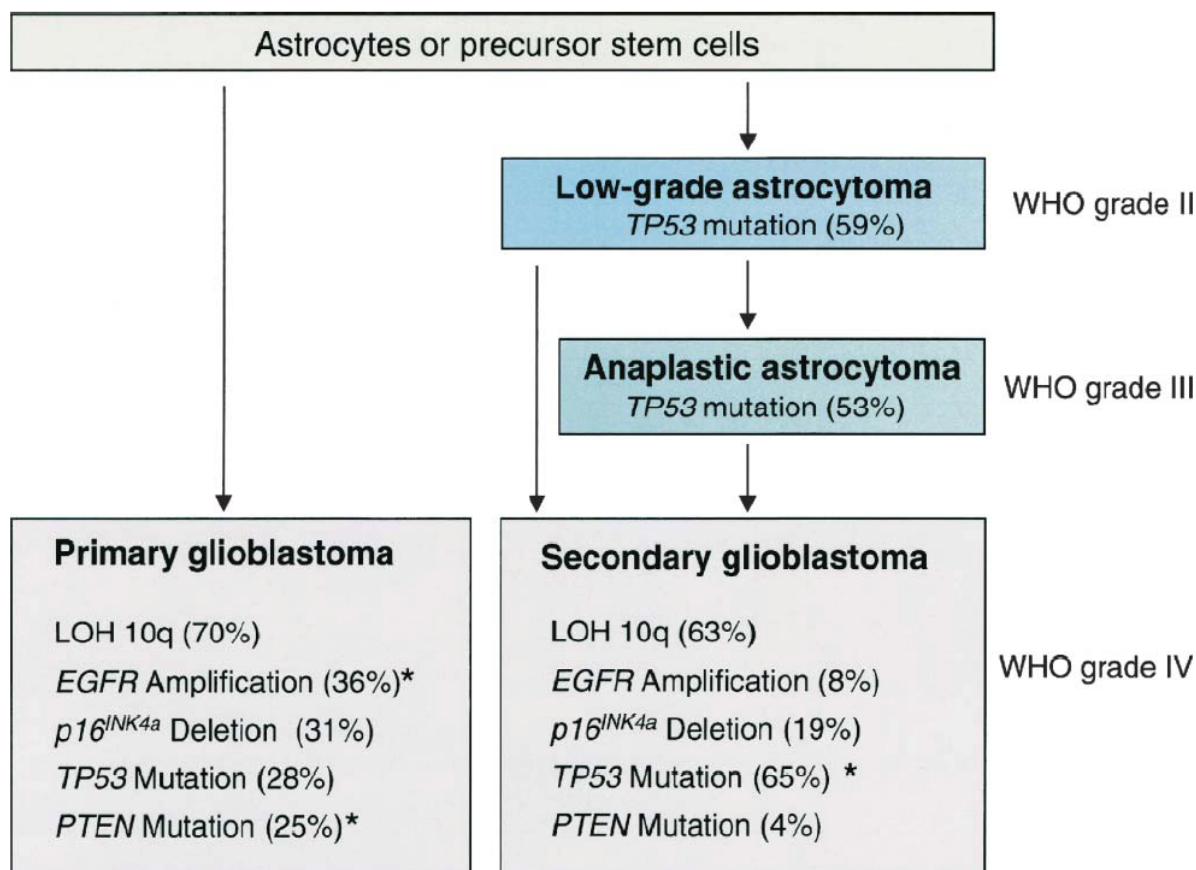 Astrocytes or precursor stem cells
Low-grade astrocytoma
TP53 mutation (59%)
WHO grade II
Anaplastic astrocytoma
TP53 mutation (53%)
WHO grade III
Primary glioblastoma
LOH 10q (70%)
EGFR Amplification (36%)*
p16INK4a Deletion (31%)
TP53 Mutation (28%)
PTEN Mutation (25%)*
Secondary glioblastoma
LOH 10q (63%)
EGFR Amplification (8%)
p16INK4a Deletion (19%)
TP53 Mutation (65%) *
PTEN Mutation (4%)
WHO grade IV